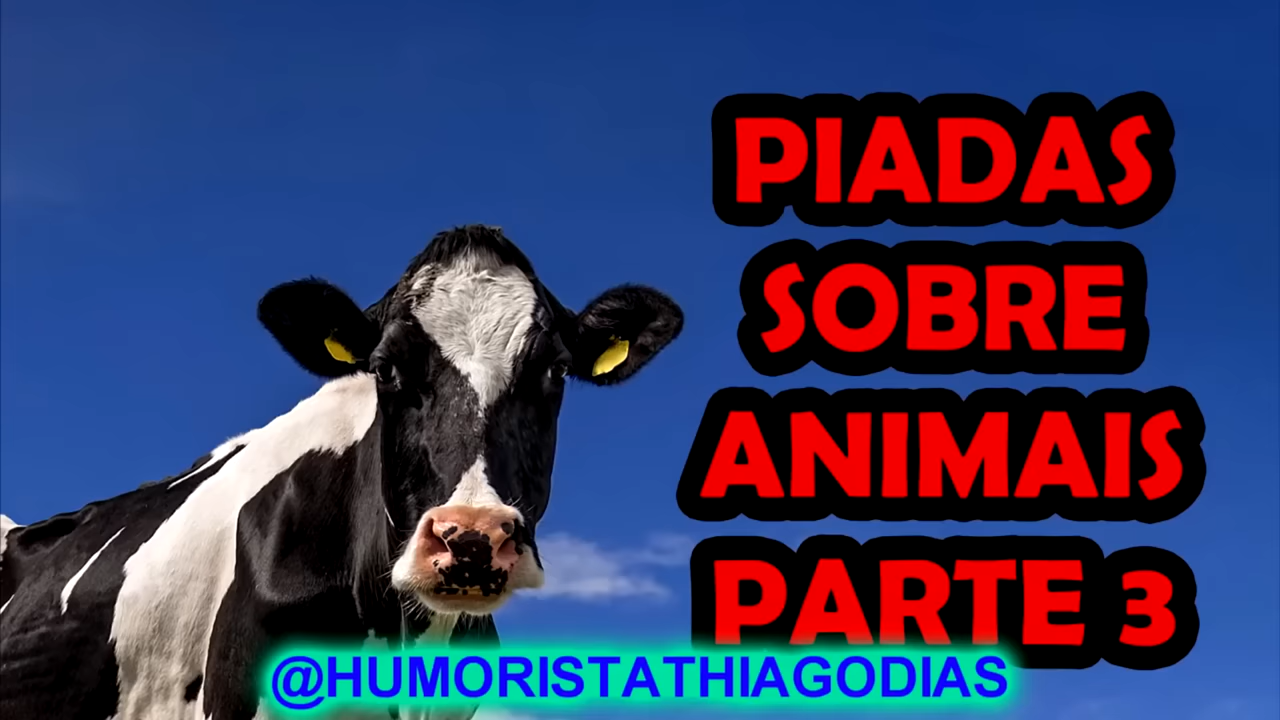 PIADAS
SOBRE
ANIMAIS
PARTE 3
@HUMORISTATHIAGODIAS